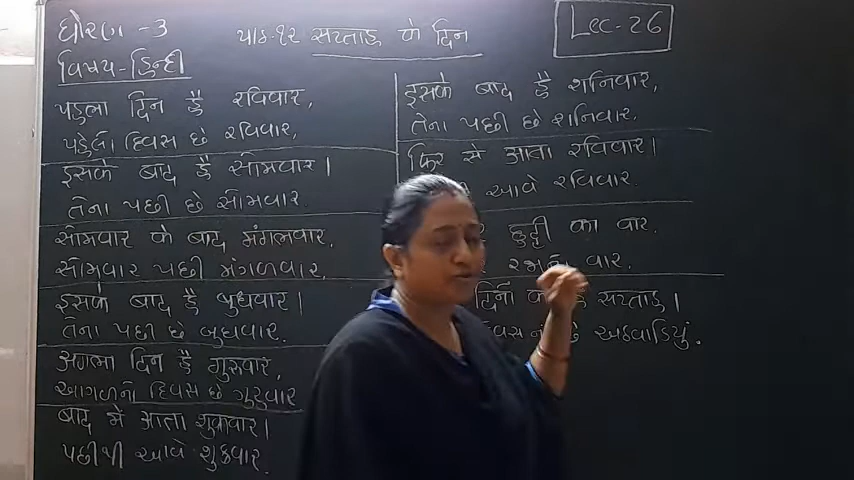 ધોરણ -3
पाठ-१२ सप्ताह के दिन
Lec-26
विषय-हिन्दी
पहला दिन है रविवार,
પહેલો દિવસ છે રવિવાર,
इसके बाद है सोमवार।
તેના પછી છે સોમવાર.
सोमवार के बाद मंगलवार,
સોમવાર પછી મંગળવાર,
इसके बाद है बुधवार।
તેના પછી છે બુધવાર.
अगला दिन है गुरुवार,
આગળનો દિવસ છે ગુરુવાર
बाद में आता शुक्रवार।
પછીથી આવે શુક્રવાર.
इसके बाद है शनिवार,
તેના પછી છે શનિવાર.
फिर से आता रविवार।
આવે રવિવાર.
छुट्टी का वार.
વાર.
है सप्ताह।
છે અઠવાડિયું.